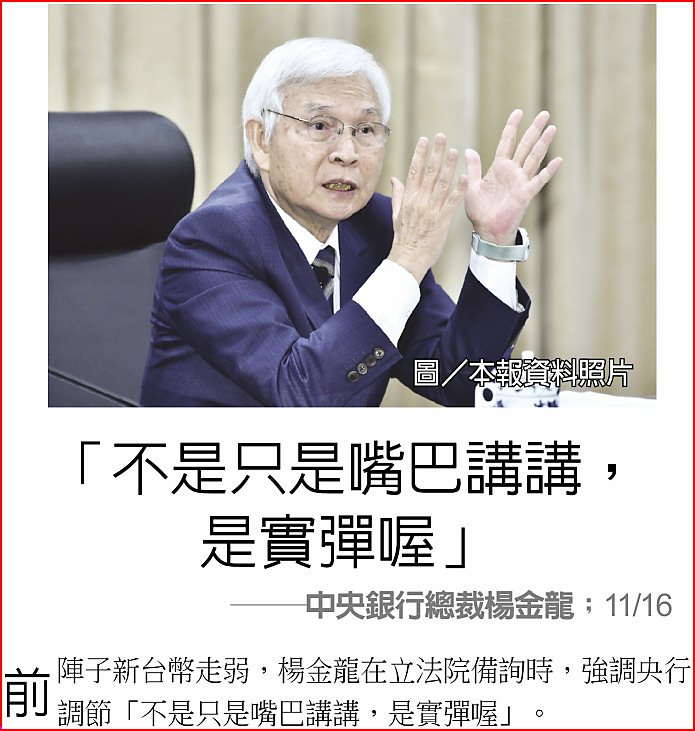 圖／本報資料照片
「不是只是嘴巴講講，
是實彈喔」
──中央銀行總裁楊金龍；11/16
前陣子新台幣走弱，楊金龍在立法院備詢時，強調央行
調節「不是只是嘴巴講講，是實彈喔」。